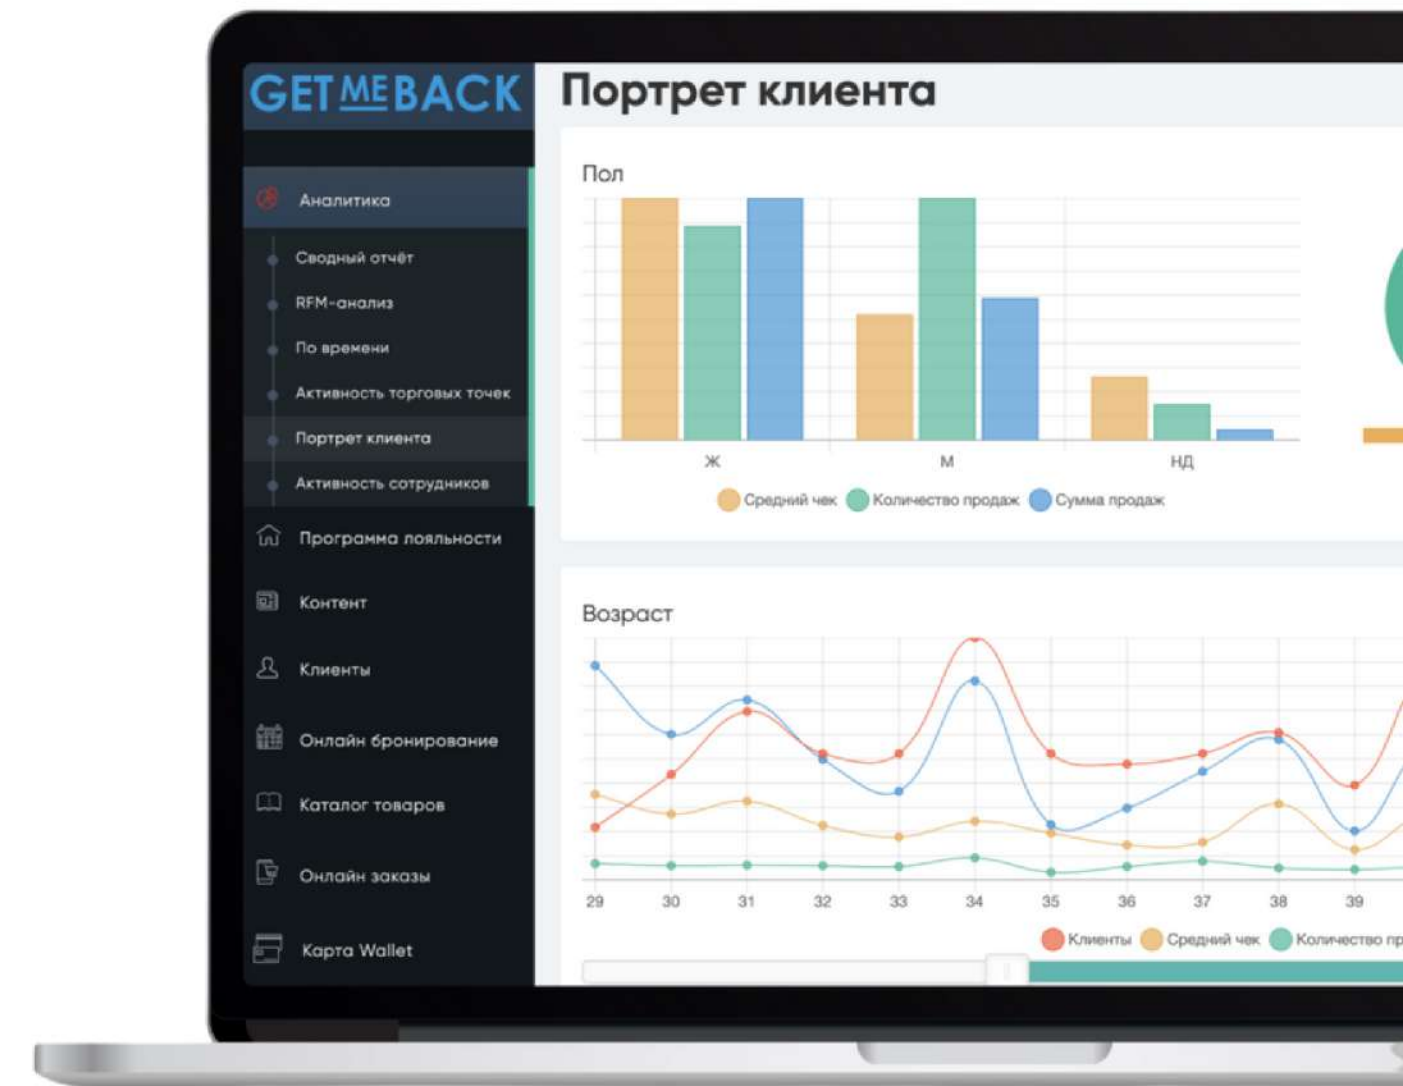 GETMEBACK
Портрет клиента
Аналитика
Сводный отчёт
RFM-анализ
По времени
Активность торговых точек
Портрет клиента
Активность сотрудников
Программа лояльности
Контент
Клиенты
Онлайн бронирование
Каталог товаров
Онлайн заказы
Карта Wallet
Пол
Ж М НД
Средний чек Количество продаж Сумма продаж
Возраст
29 30 31 32 33 34 35 36 37 38 39
Клиенты Средний чек Количество пр